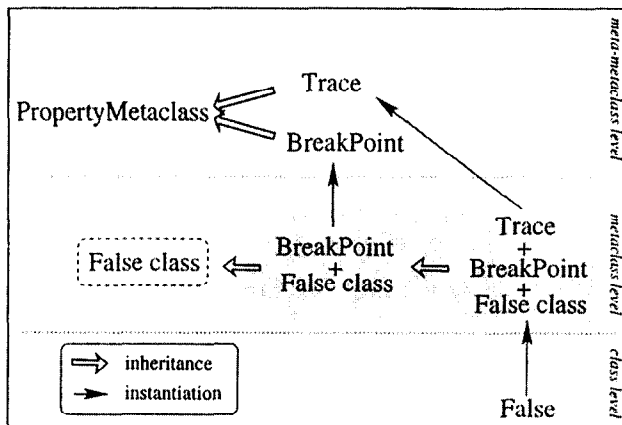 meta-metaclass level
Trace
PropertyMetaclass
BreakPoint
metaclass level
Trace
+
BreakPoint
+
False class
BreakPoint
+
False class
False class
class level
inheritance
instantiation
False